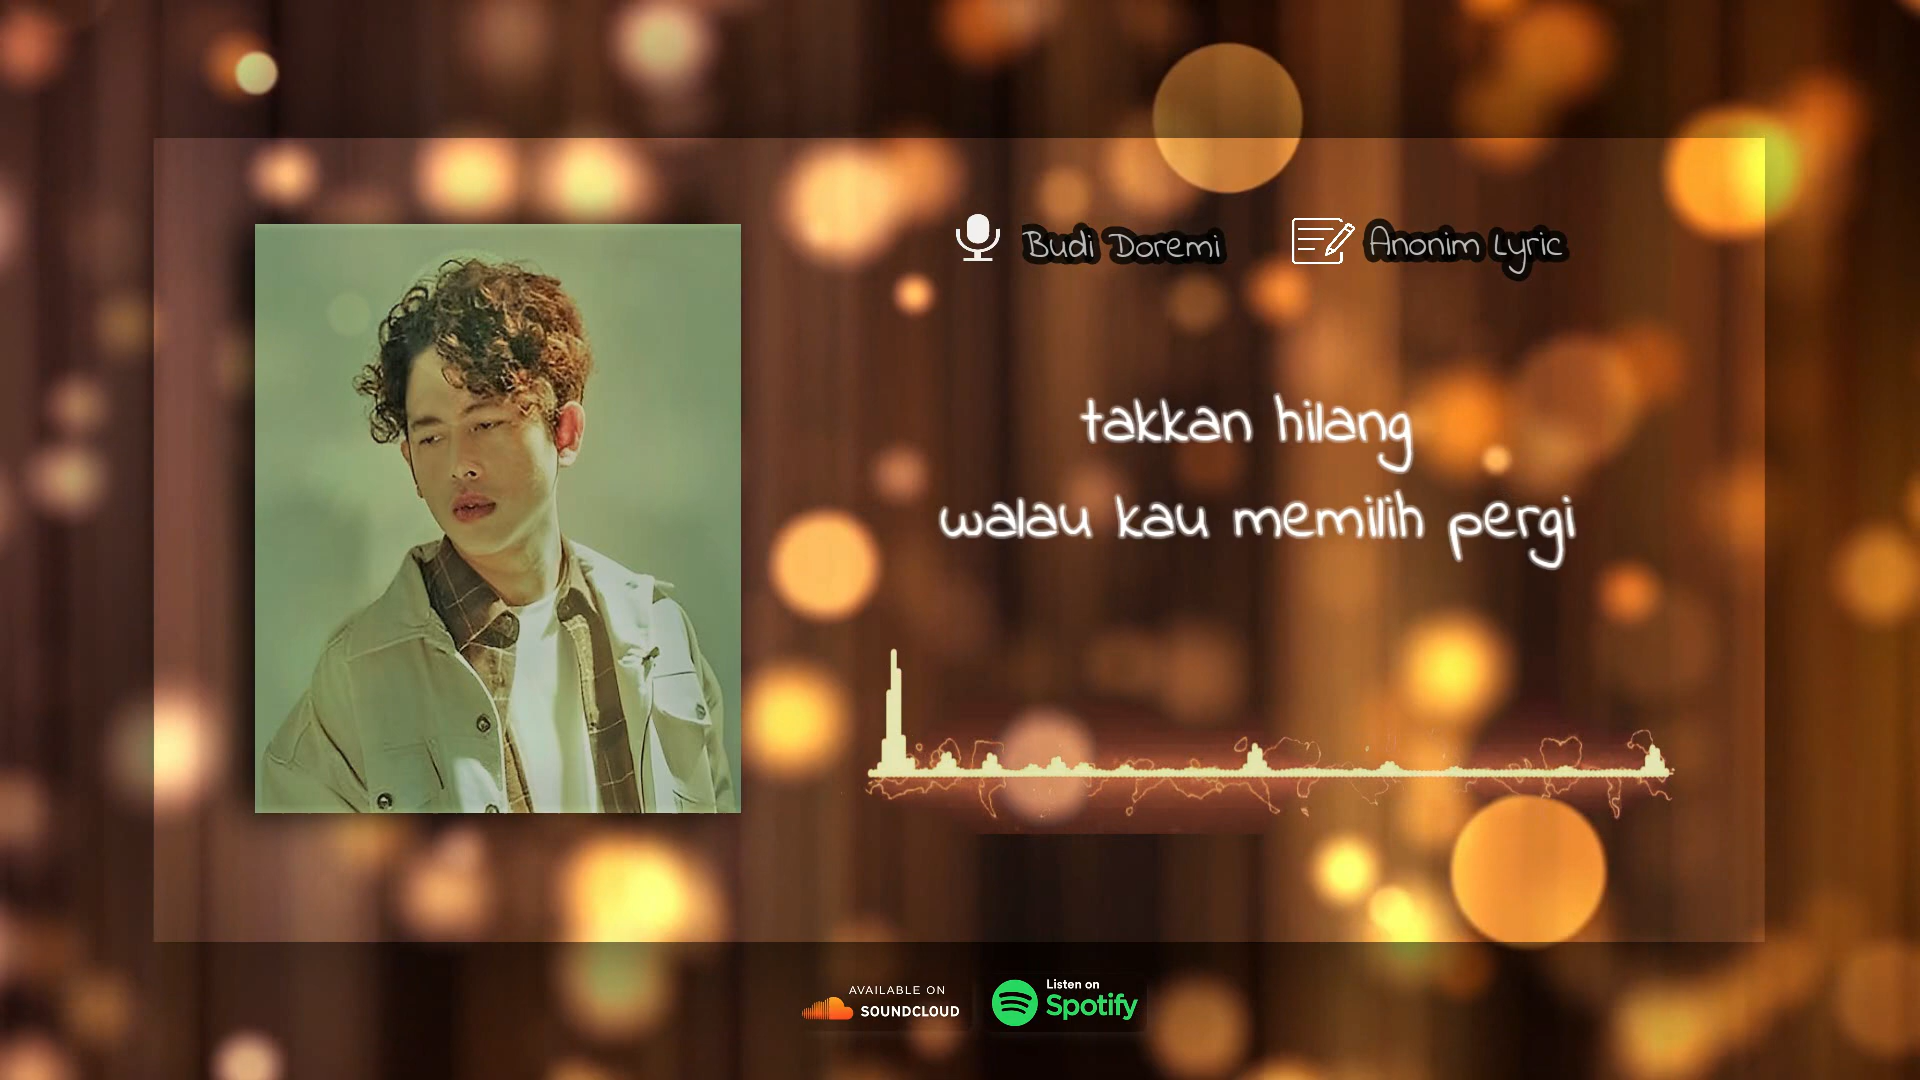 Budi Doremi
Anonim Lyric
takkan hilang
walau kau memilih pergi
AVAILABLE ON
SOUNDCLOUD
Listen on
Spotify